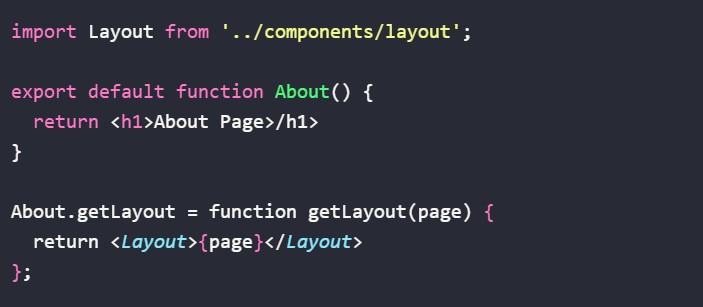 import Layout from '../components/layout';

export default function About() {
  return <h1>About Page>/h1>
}

About.getLayout = function getLayout(page) {
  return <Layout>{page}</Layout>
};